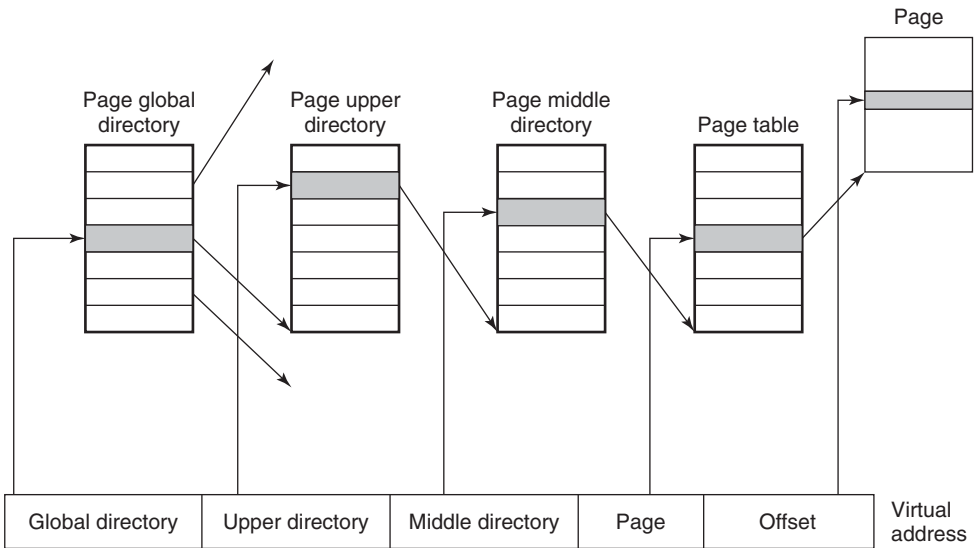 Page
Page global
directory
Page upper
directory
Page middle
directory
Page table
Global directory
Upper directory
Middle directory
Page
Offset
Virtual
address